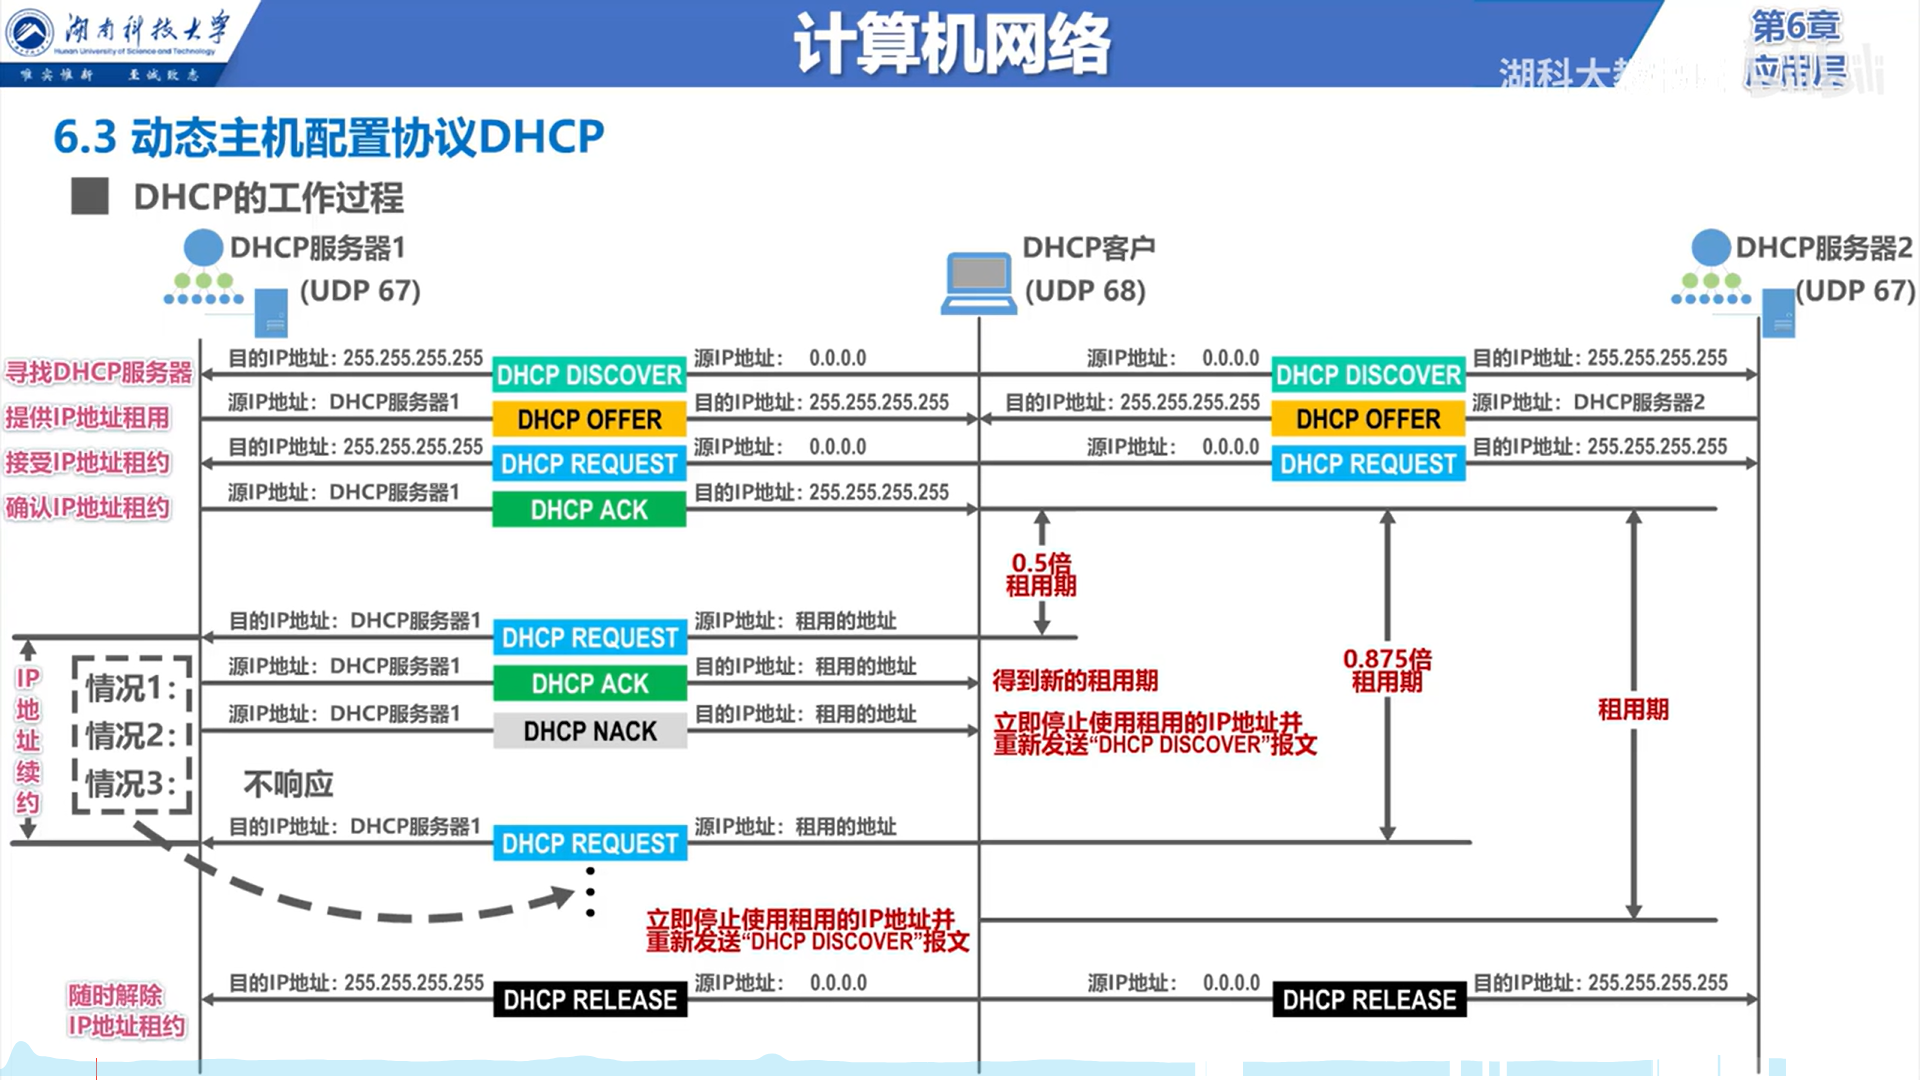 湖南科技大学
Hunan University of Science and Technology
唯实惟新 至诚致志
计算机网络
第6章
应用层
湖科大
6.3 动态主机配置协议DHCP
DHCP的工作过程
DHCP服务器1
(UDP 67)
DHCP客户
(UDP 68)
DHCP服务器2
(UDP 67)
寻找DHCP服务器
目的IP地址: 255.255.255.255 DHCP DISCOVER 源IP地址: 0.0.0.0 源IP地址: 0.0.0.0 DHCP DISCOVER 目的IP地址: 255.255.255.255
提供IP地址租用
源IP地址: DHCP服务器1 DHCP OFFER 目的IP地址: 255.255.255.255 目的IP地址: 255.255.255.255 DHCP OFFER 源IP地址: DHCP服务器2
接受IP地址租约
目的IP地址: 255.255.255.255 DHCP REQUEST 源IP地址: 0.0.0.0 源IP地址: 0.0.0.0 DHCP REQUEST 目的IP地址: 255.255.255.255
确认IP地址租约
源IP地址: DHCP服务器1 DHCP ACK 目的IP地址: 255.255.255.255
0.5倍
租用期
0.875倍
租用期
租用期
IP地址续约
目的IP地址: DHCP服务器1 DHCP REQUEST 源IP地址: 租用的地址
情况1:
源IP地址: DHCP服务器1 DHCP ACK 目的IP地址: 租用的地址
得到新的租用期
情况2:
源IP地址: DHCP服务器1 DHCP NACK 目的IP地址: 租用的地址
立即停止使用租用的IP地址并
重新发送“DHCP DISCOVER”报文
情况3:
不响应
目的IP地址: DHCP服务器1 DHCP REQUEST 源IP地址: 租用的地址
立即停止使用租用的IP地址并
重新发送“DHCP DISCOVER”报文
随时解除
IP地址租约
目的IP地址: 255.255.255.255 DHCP RELEASE 源IP地址: 0.0.0.0 源IP地址: 0.0.0.0 DHCP RELEASE 目的IP地址: 255.255.255.255